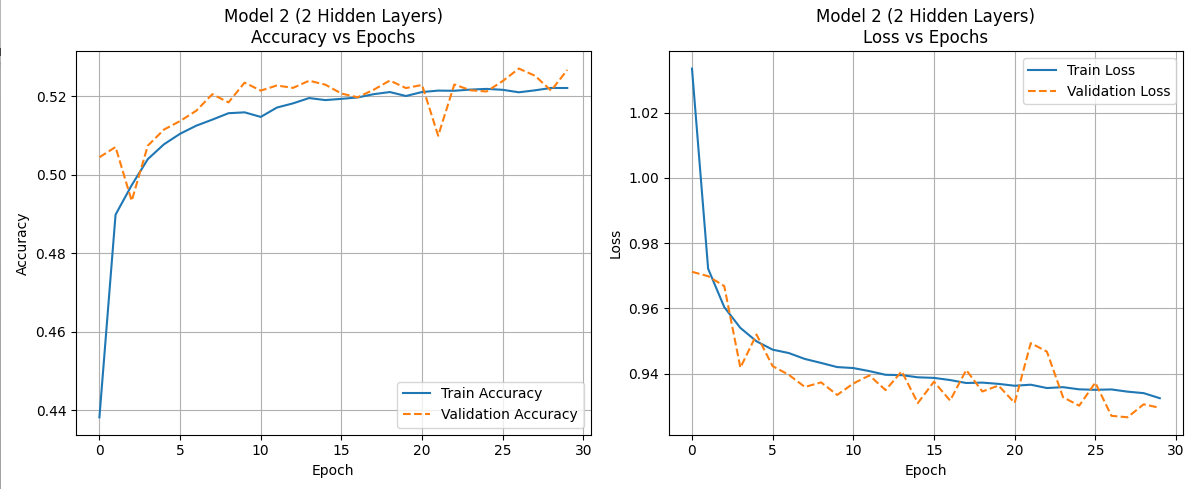 Model 2 (2 Hidden Layers)
Accuracy vs Epochs
0.52
0.50
0.48
0.46
0.44
Accuracy
0
5
10
15
20
25
30
Epoch
Train Accuracy
Validation Accuracy
Model 2 (2 Hidden Layers)
Loss vs Epochs
1.02
1.00
0.98
0.96
0.94
Loss
0
5
10
15
20
25
30
Epoch
Train Loss
Validation Loss